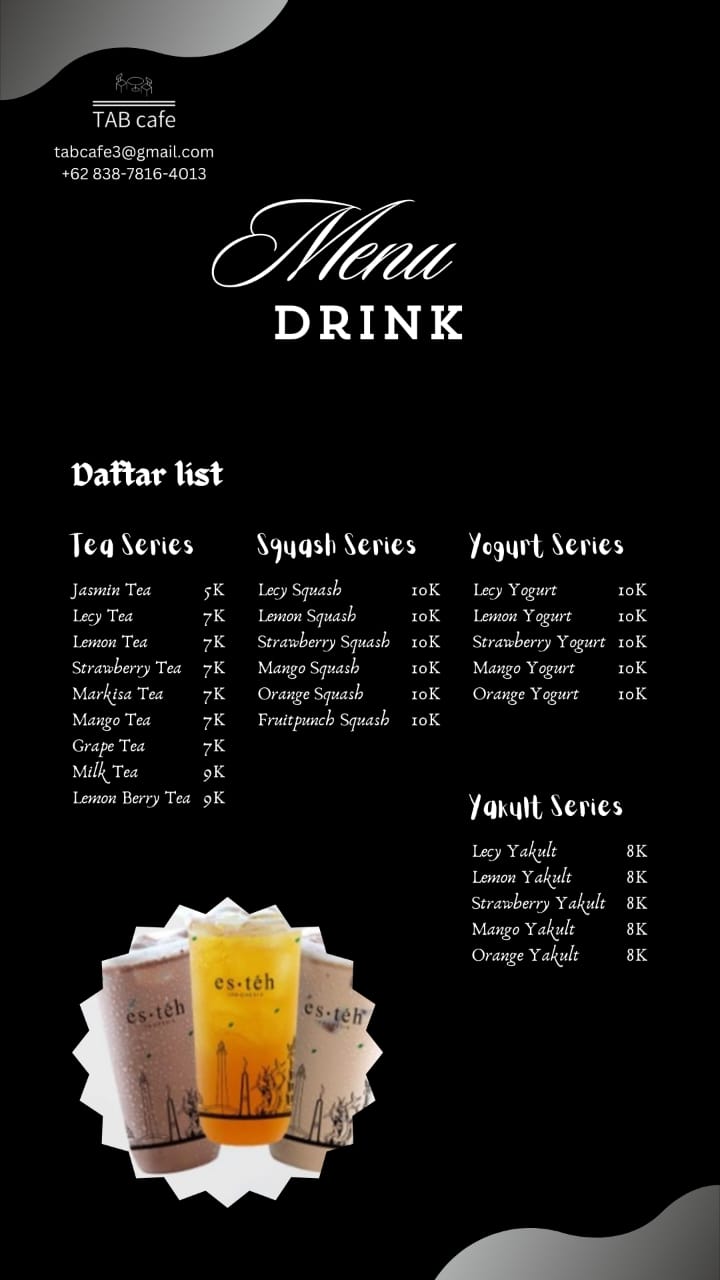 TAB cafe
tabcafe3@gmail.com
+62 838-7816-4013
Menu
DRINK
Daftar list
Tea Series
Jasmin Tea 5K
Lecy Tea 7K
Lemon Tea 7K
Strawberry Tea 7K
Markisa Tea 7K
Mango Tea 7K
Grape Tea 7K
Milk Tea 9K
Lemon Berry Tea 9K
Squash Series
Lecy Squash 10K
Lemon Squash 10K
Strawberry Squash 10K
Mango Squash 10K
Orange Squash 10K
Fruitpunch Squash 10K
Yogurt Series
Lecy Yogurt 10K
Lemon Yogurt 10K
Strawberry Yogurt 10K
Mango Yogurt 10K
Orange Yogurt 10K
Yakult Series
Lecy Yakult 8K
Lemon Yakult 8K
Strawberry Yakult 8K
Mango Yakult 8K
Orange Yakult 8K
es•téh
es•téh
es•téh